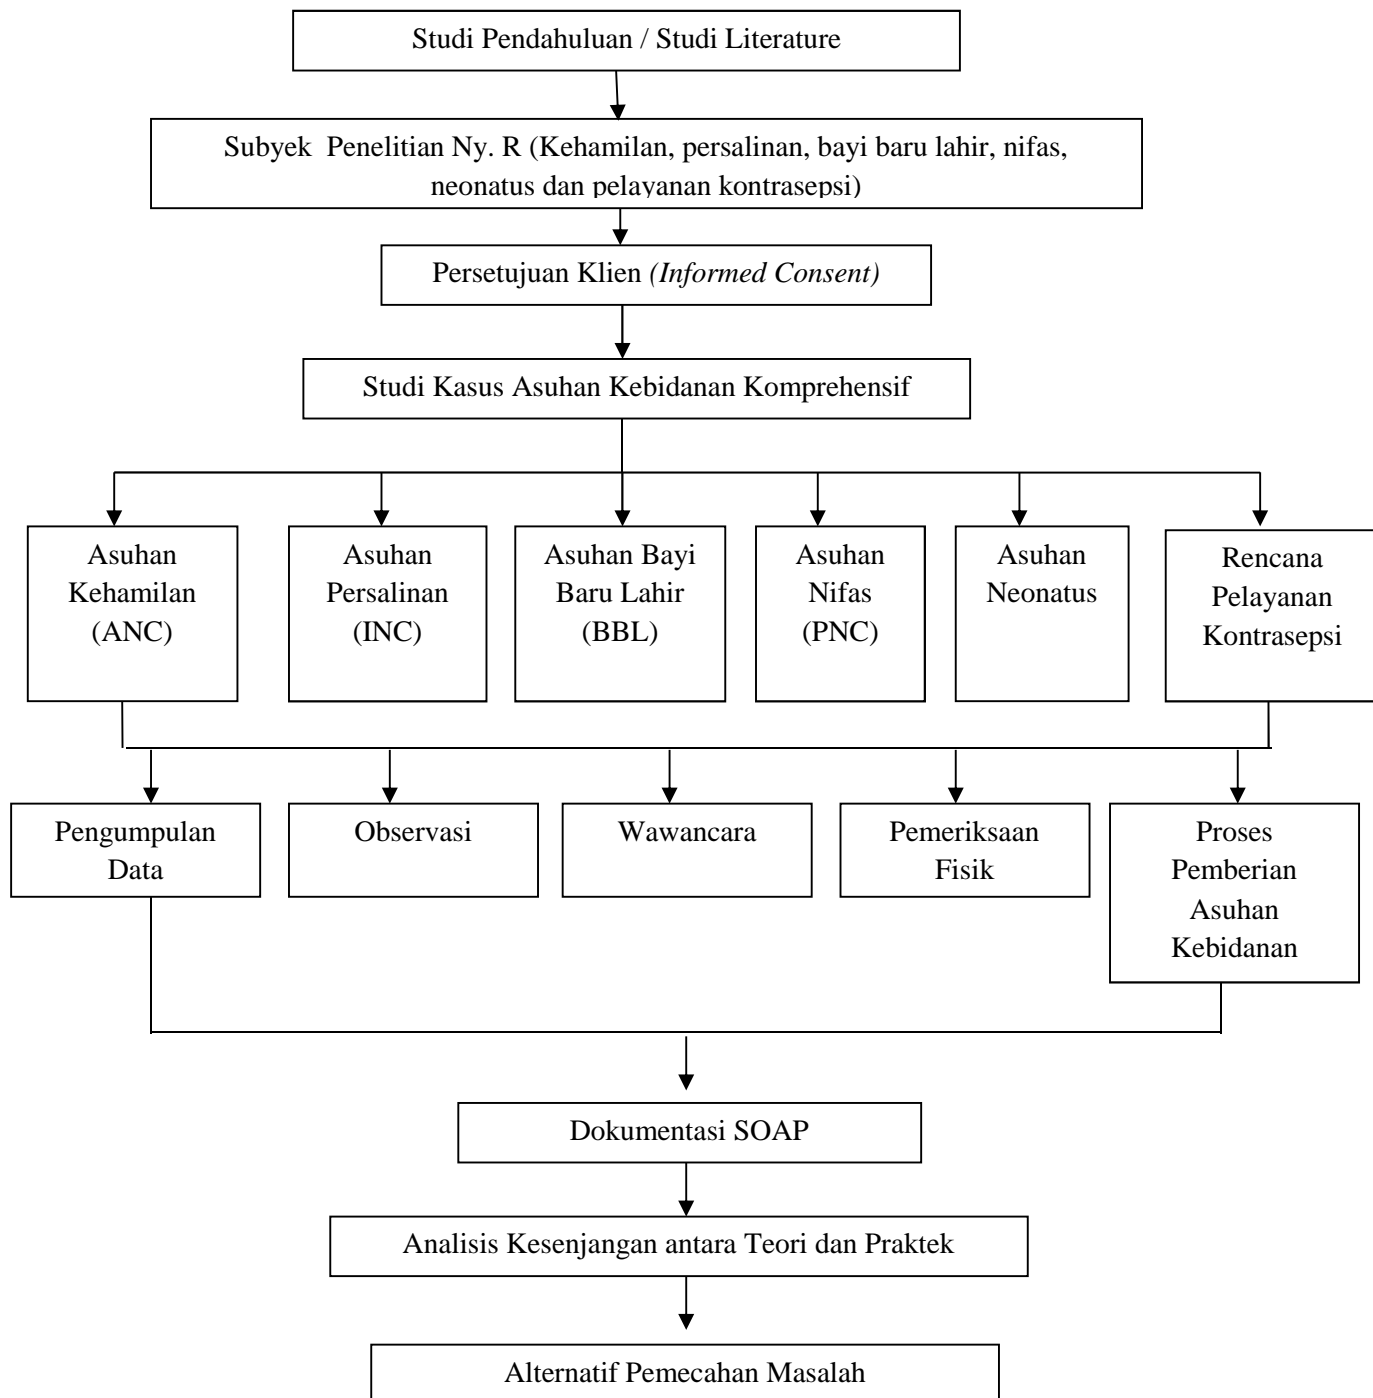 Studi Pendahuluan / Studi Literature
Subyek Penelitian Ny. R (Kehamilan, persalinan, bayi baru lahir, nifas,
neonatus dan pelayanan kontrasepsi)
Persetujuan Klien (Informed Consent)
Studi Kasus Asuhan Kebidanan Komprehensif
Asuhan
Kehamilan
(ANC)
Asuhan
Persalinan
(INC)
Asuhan Bayi
Baru Lahir
(BBL)
Asuhan
Nifas
(PNC)
Asuhan
Neonatus
Rencana
Pelayanan
Kontrasepsi
Pengumpulan
Data
Observasi
Wawancara
Pemeriksaan
Fisik
Proses
Pemberian
Asuhan
Kebidanan
Dokumentasi SOAP
Analisis Kesenjangan antara Teori dan Praktek
Alternatif Pemecahan Masalah